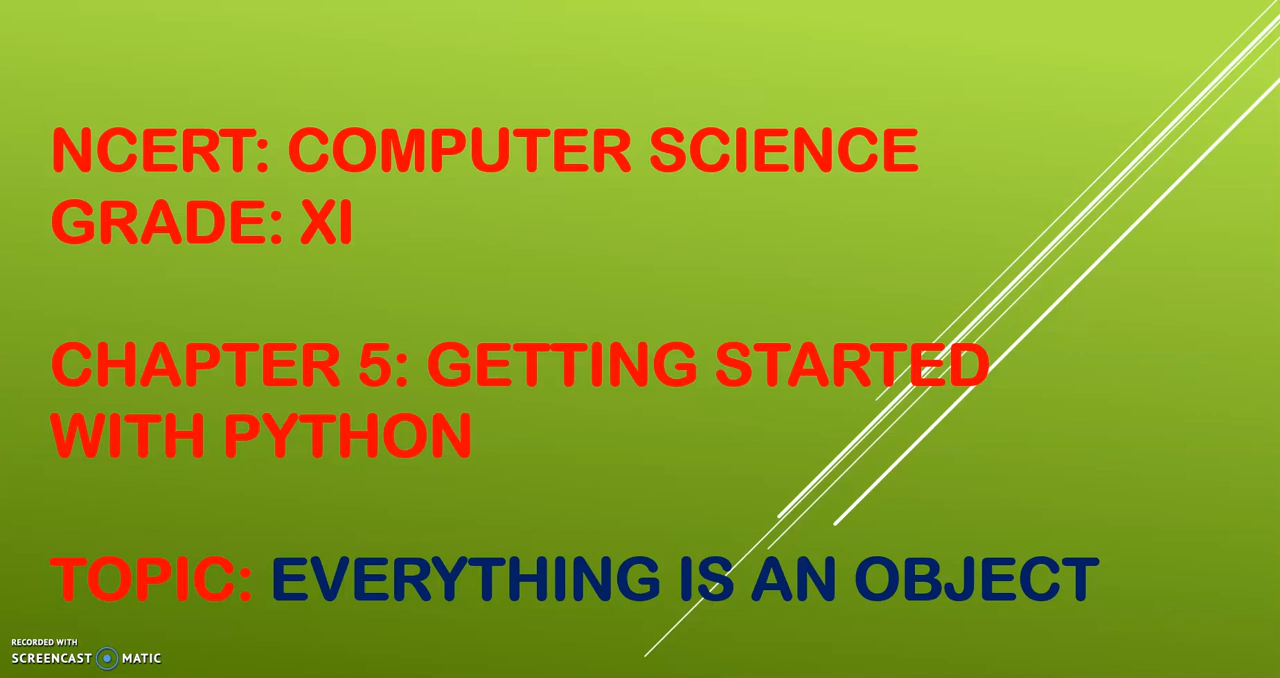 NCERT: COMPUTER SCIENCE
GRADE: XI
CHAPTER 5: GETTING STARTED
WITH PYTHON
TOPIC: EVERYTHING IS AN OBJECT
RECORDED WITH
SCREENCAST MATIC